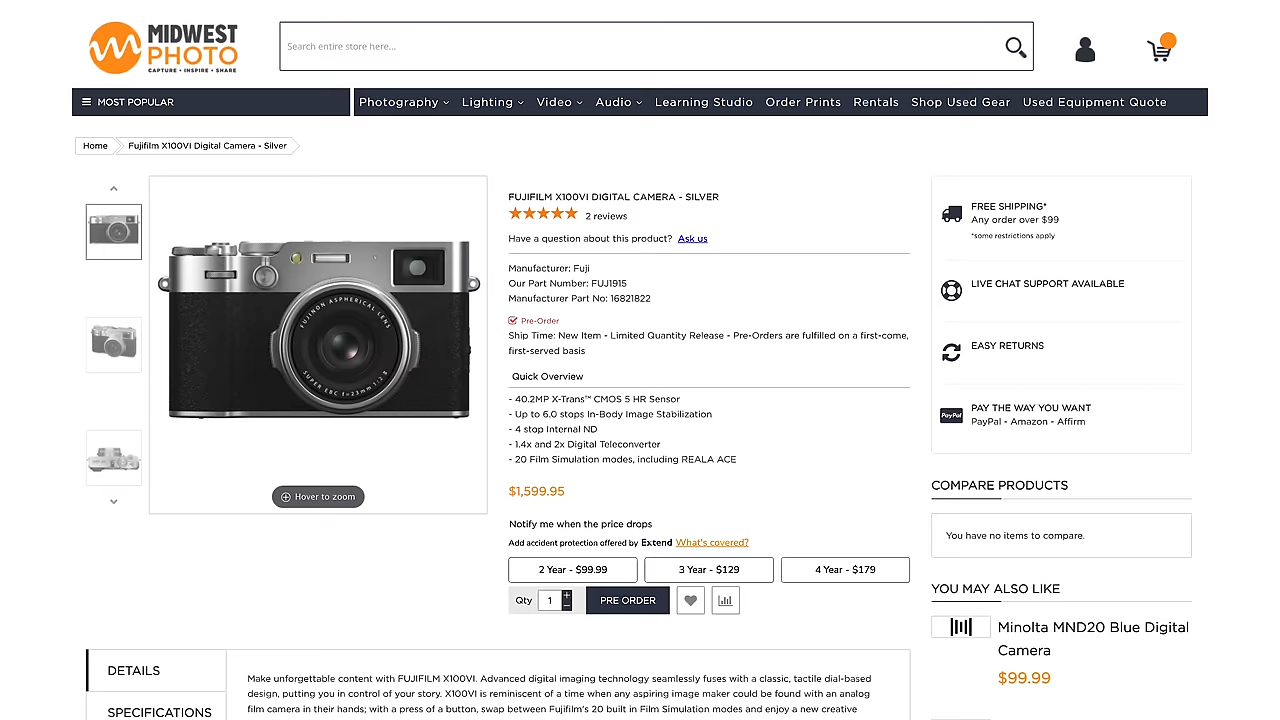 MIDWEST
PHOTO
CAPTURE • INSPIRE • SHARE
Search entire store here...
MOST POPULAR
Photography
Lighting
Video
Audio
Learning Studio
Order Prints
Rentals
Shop Used Gear
Used Equipment Quote
Home
Fujifilm X100VI Digital Camera - Silver
FUJINON ASPHERICAL LENS
SUPER EBC f=23mm 1:2 II
Hover to zoom
FUJIFILM X100VI DIGITAL CAMERA - SILVER
2 reviews
Have a question about this product? Ask us
Manufacturer: Fuji
Our Part Number: FUJ1915
Manufacturer Part No: 16821822
Pre-Order
Ship Time: New Item - Limited Quantity Release - Pre-Orders are fulfilled on a first-come,
first-served basis
Quick Overview
- 40.2MP X-Trans™ CMOS 5 HR Sensor
- Up to 6.0 stops In-Body Image Stabilization
- 4 stop Internal ND
- 1.4x and 2x Digital Teleconverter
- 20 Film Simulation modes, including REALA ACE
$1,599.95
Notify me when the price drops
Add accident protection offered by Extend What's covered?
2 Year - $99.99
3 Year - $129
4 Year - $179
Qty 1 + −
PRE ORDER
FREE SHIPPING*
Any order over $99
*some restrictions apply
LIVE CHAT SUPPORT AVAILABLE
EASY RETURNS
PayPal
PAY THE WAY YOU WANT
PayPal - Amazon - Affirm
COMPARE PRODUCTS
You have no items to compare.
YOU MAY ALSO LIKE
Minolta MND20 Blue Digital
Camera
$99.99
DETAILS
SPECIFICATIONS
Make unforgettable content with FUJIFILM X100VI. Advanced digital imaging technology seamlessly fuses with a classic, tactile dial-based
design, putting you in control of your story. X100VI is reminiscent of a time when any aspiring image maker could be found with an analog
film camera in their hands; with a press of a button, swap between Fujifilm's 20 built in Film Simulation modes and enjoy a new creative